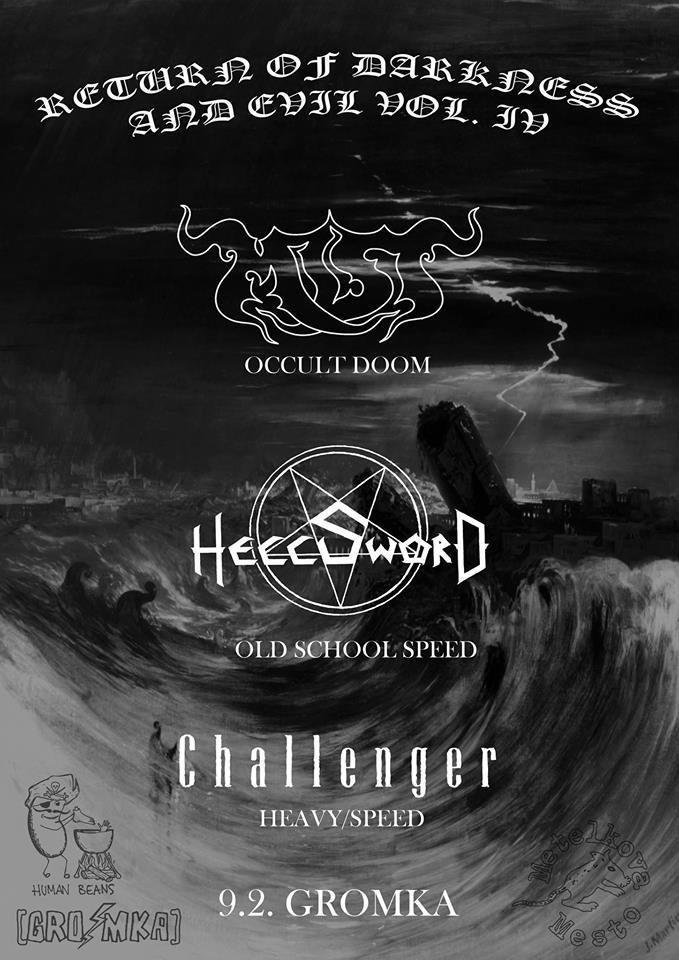 RETURN OF DARKNESS
AND EVIL VOL. IV
MIST
OCCULT DOOM
HELLSWORD
OLD SCHOOL SPEED
Challenger
HEAVY/SPEED
HUMAN BEANS
[GROMKA]
9.2. GROMKA
Metelkova
Mesto